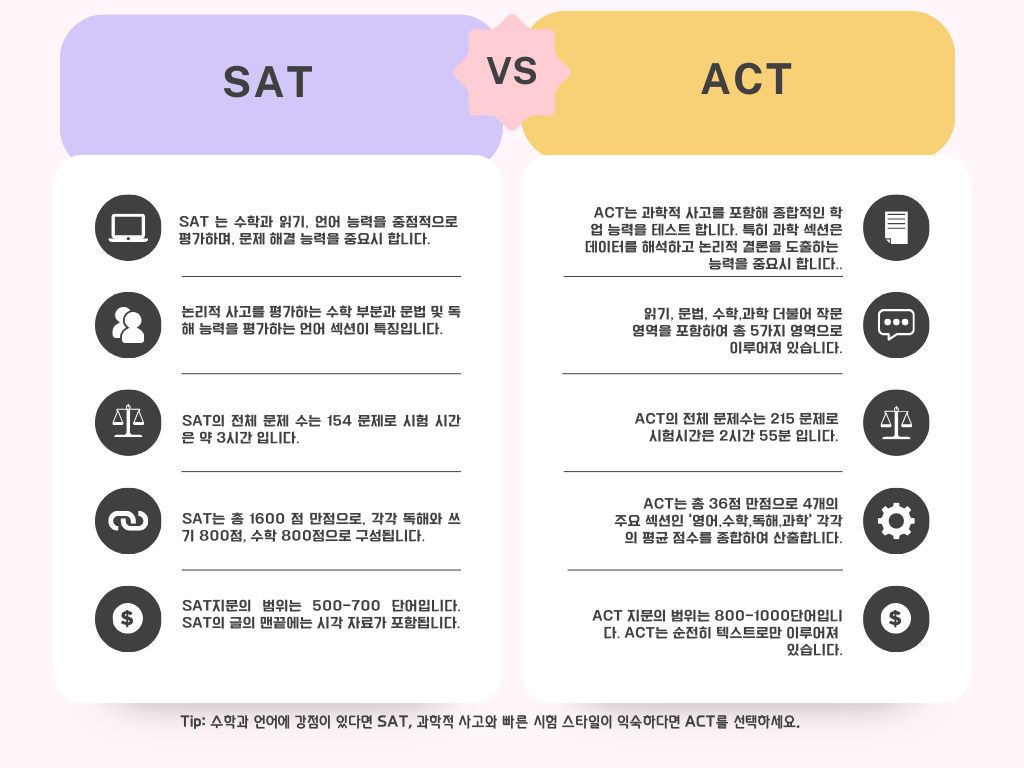 SAT
VS
ACT
SAT 는 수학과 읽기, 언어 능력을 중점적으로
평가하며, 문제 해결 능력을 중요시 합니다.
논리적 사고를 평가하는 수학 부분과 문법 및 독
해 능력을 평가하는 언어 섹션이 특징입니다.
SAT의 전체 문제 수는 154 문제로 시험 시간
은 약 3시간 입니다.
SAT는 총 1600 점 만점으로, 각각 독해와 쓰
기 800점, 수학 800점으로 구성됩니다.
SAT지문의 범위는 500-700 단어입니다.
SAT의 글의 맨끝에는 시각 자료가 포함됩니다.
ACT는 과학적 사고를 포함해 종합적인 학
업 능력을 테스트 합니다. 특히 과학 섹션은
데이터를 해석하고 논리적 결론을 도출하는
능력을 중요시 합니다..
읽기, 문법, 수학,과학 더불어 작문
영역을 포함하여 총 5가지 영역으로
이루어져 있습니다.
ACT의 전체 문제수는 215 문제로
시험시간은 2시간 55분 입니다.
ACT는 총 36점 만점으로 4개의
주요 섹션인 '영어,수학,독해,과학' 각각
의 평균 점수를 종합하여 산출합니다.
ACT 지문의 범위는 800-1000단어입니
다. ACT는 순전히 텍스트로만 이루어져
있습니다.
Tip: 수학과 언어에 강점이 있다면 SAT, 과학적 사고와 빠른 시험 스타일이 익숙하다면 ACT를 선택하세요.